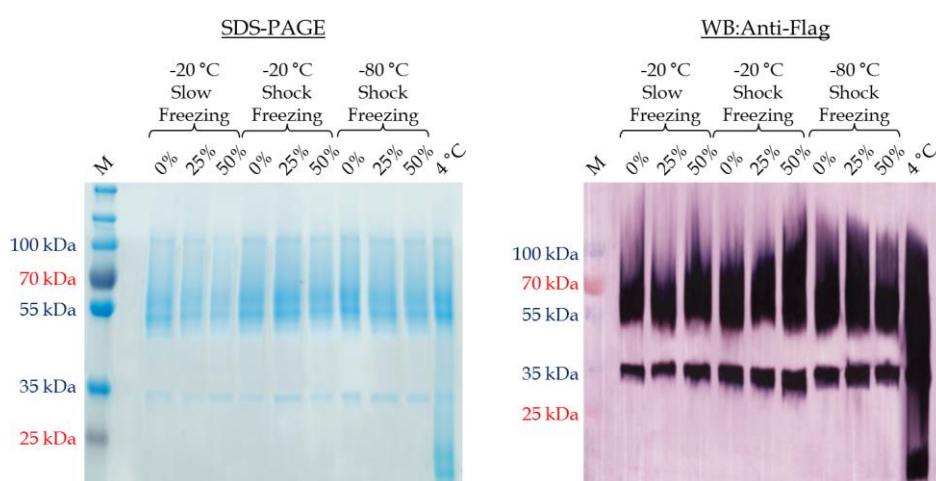 SDS-PAGE
-20 °C -20 °C -80 °C
Slow Shock Shock
Freezing Freezing Freezing
M 0% 25% 50% 0% 25% 50% 0% 25% 50% 4 °C
100 kDa
70 kDa
55 kDa
35 kDa
25 kDa
WB:Anti-Flag
-20 °C -20 °C -80 °C
Slow Shock Shock
Freezing Freezing Freezing
M 0% 25% 50% 0% 25% 50% 0% 25% 50% 4 °C
100 kDa
70 kDa
55 kDa
35 kDa
25 kDa